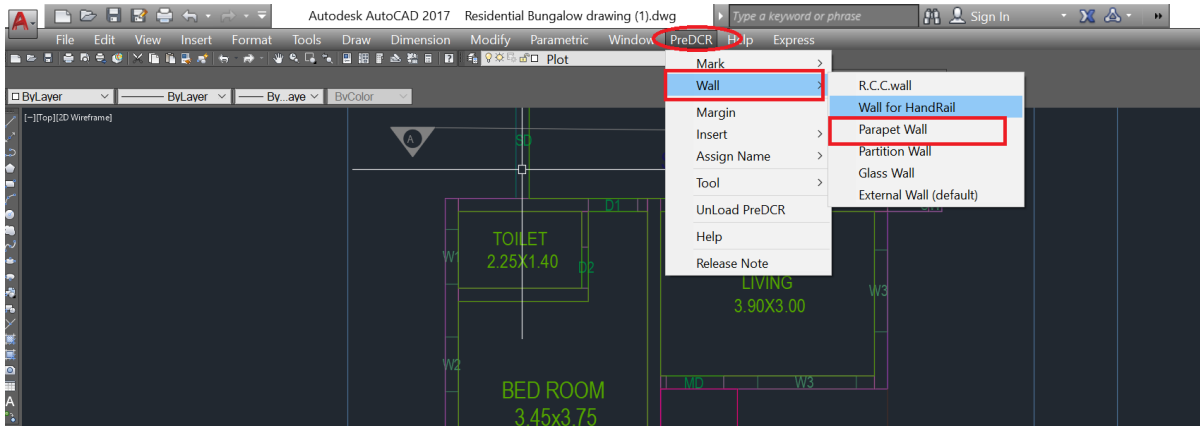 Autodesk AutoCAD 2017 Residential Bungalow drawing (1).dwg Type a keyword or phrase Sign In
File Edit View Insert Format Tools Draw Dimension Modify Parametric Window PreDCR Help Express
Plot
ByLayer ByLayer By...aye ByColor
[-][Top][2D Wireframe]
Mark
Wall
Margin
Insert
Assign Name
Tool
UnLoad PreDCR
Help
Release Note
R.C.C.wall
Wall for HandRail
Parapet Wall
Partition Wall
Glass Wall
External Wall (default)
A
SD
D1
TOILET
2.25X1.40
W1
D2
LIVING
3.90X3.00
W3
W2
MD W3
BED ROOM
3.45x3.75